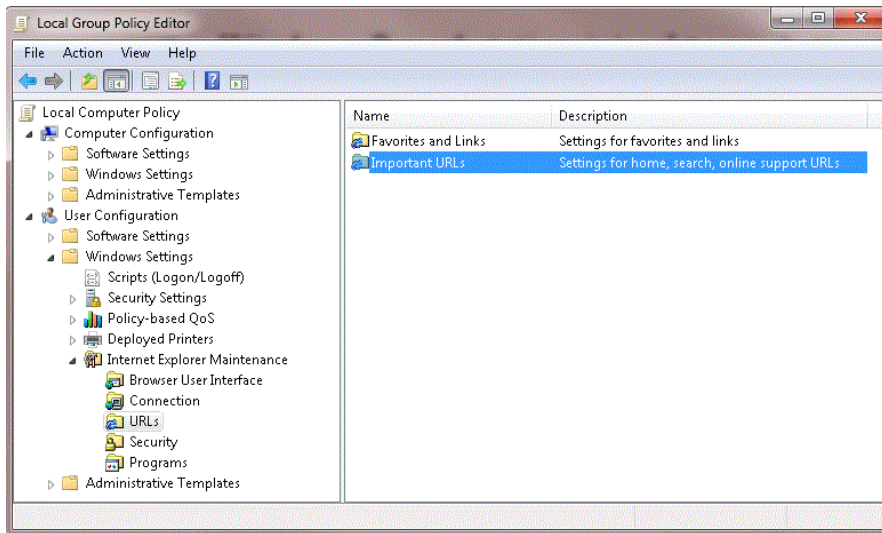 Local Group Policy Editor
File Action View Help
Local Computer Policy
Computer Configuration
Software Settings
Windows Settings
Administrative Templates
User Configuration
Software Settings
Windows Settings
Scripts (Logon/Logoff)
Security Settings
Policy-based QoS
Deployed Printers
Internet Explorer Maintenance
Browser User Interface
Connection
URLs
Security
Programs
Administrative Templates
Name Description
Favorites and Links Settings for favorites and links
Important URLs Settings for home, search, online support URLs